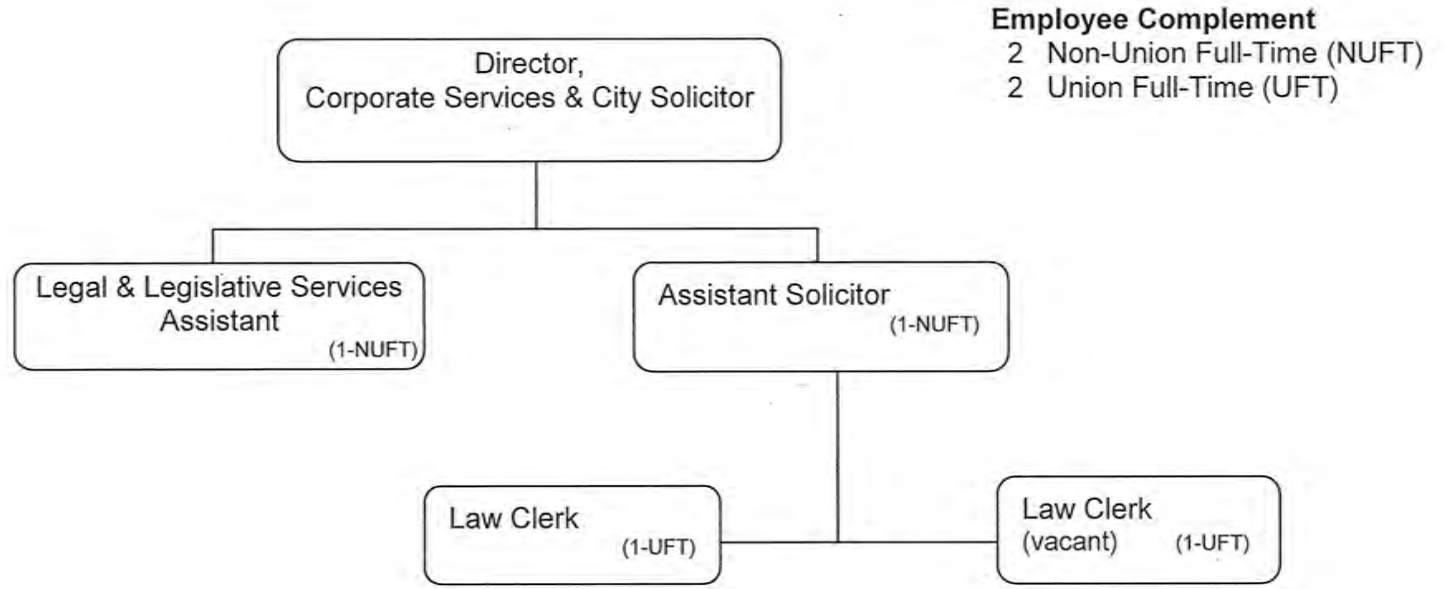 Employee Complement
2 Non-Union Full-Time (NUFT)
2 Union Full-Time (UFT)
Director,
Corporate Services & City Solicitor
Legal & Legislative Services
Assistant
(1-NUFT)
Assistant Solicitor
(1-NUFT)
Law Clerk
(1-UFT)
Law Clerk
(vacant) (1-UFT)